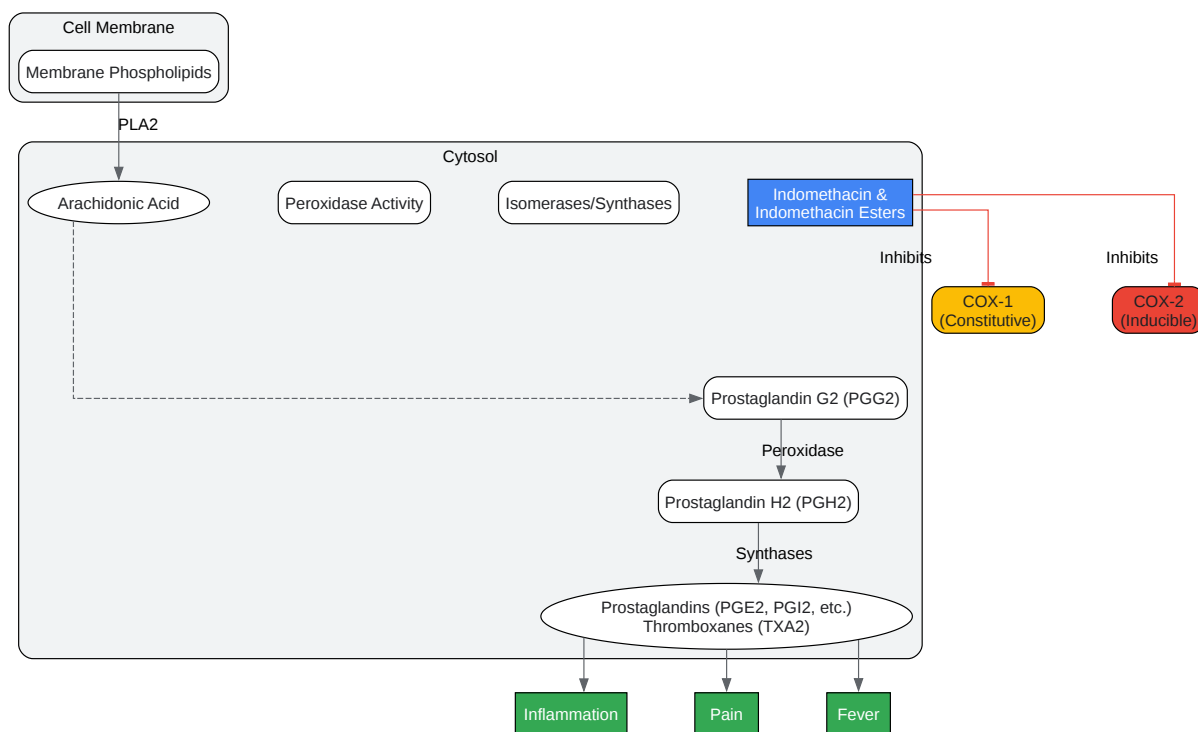 Cell Membrane
Membrane Phospholipids
PLA2
Cytosol
Arachidonic Acid
Peroxidase Activity
Isomerases/Synthases
Indomethacin &
Indomethacin Esters
Inhibits
Inhibits
COX-1
(Constitutive)
COX-2
(Inducible)
Prostaglandin G2 (PGG2)
Peroxidase
Prostaglandin H2 (PGH2)
Synthases
Prostaglandins (PGE2, PGI2, etc.)
Thromboxanes (TXA2)
Inflammation
Pain
Fever